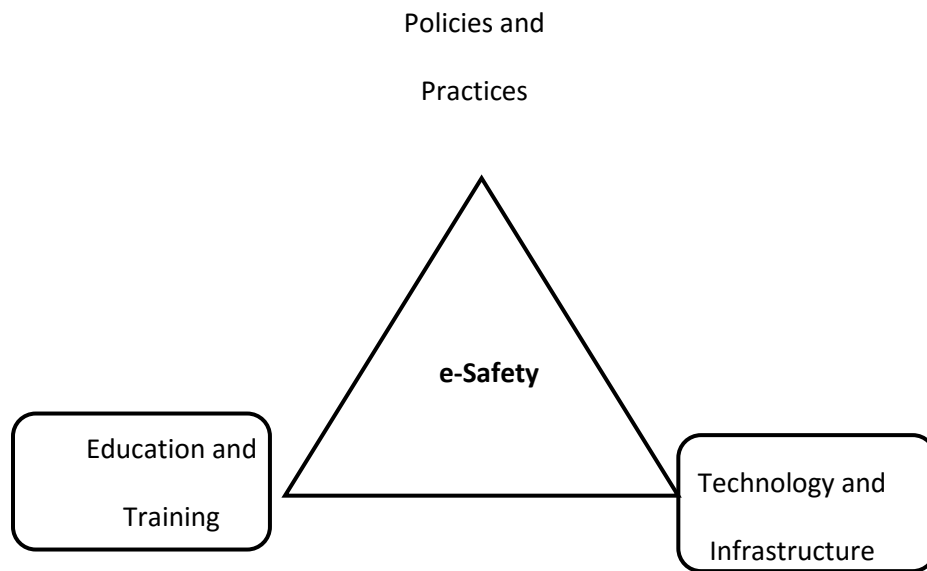 Policies and
Practices
e-Safety
Education and
Training
Technology and
Infrastructure